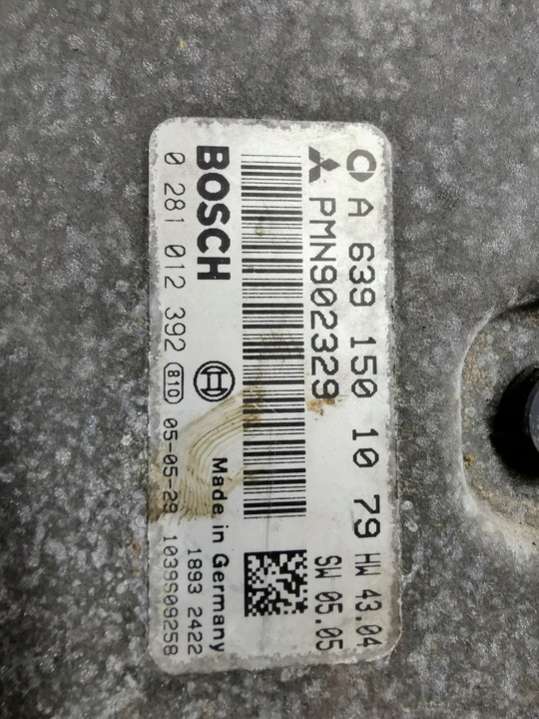 A 639 150 10 79 HW 43.04
PMN902329 SW 05.05
BOSCH Made in Germany
1893 2422
0 281 012 392 810 05-05-29 1039S08258